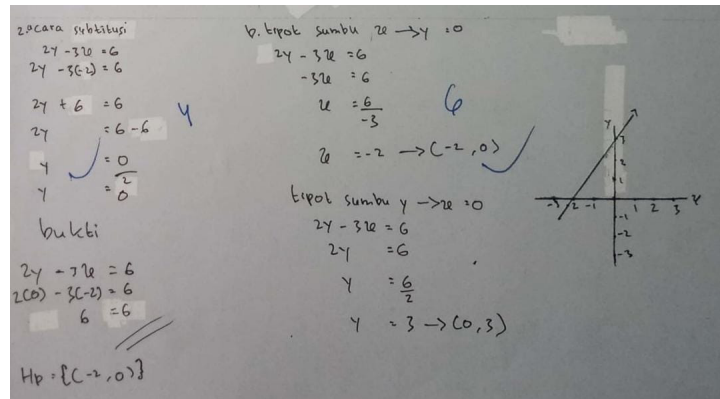 2.a cara subtitusi
2y - 3x = 6
2y - 3(-2) = 6
2y + 6 = 6
2y = 6 - 6
y = 0/2
y = 0
bukti
2y - 3x = 6
2(0) - 3(-2) = 6
6 = 6
Hp = {(-2, 0)}
4
b. tipot sumbu x → y = 0
2y - 3x = 6
-3x = 6
x = 6/-3
x = -2 → (-2, 0)
6
tipot sumbu y → x = 0
2y - 3x = 6
2y = 6
y = 6/2
y = 3 → (0, 3)
Y
3
2
1
-3 -2 -1 1 2 3
-1
-2
-3